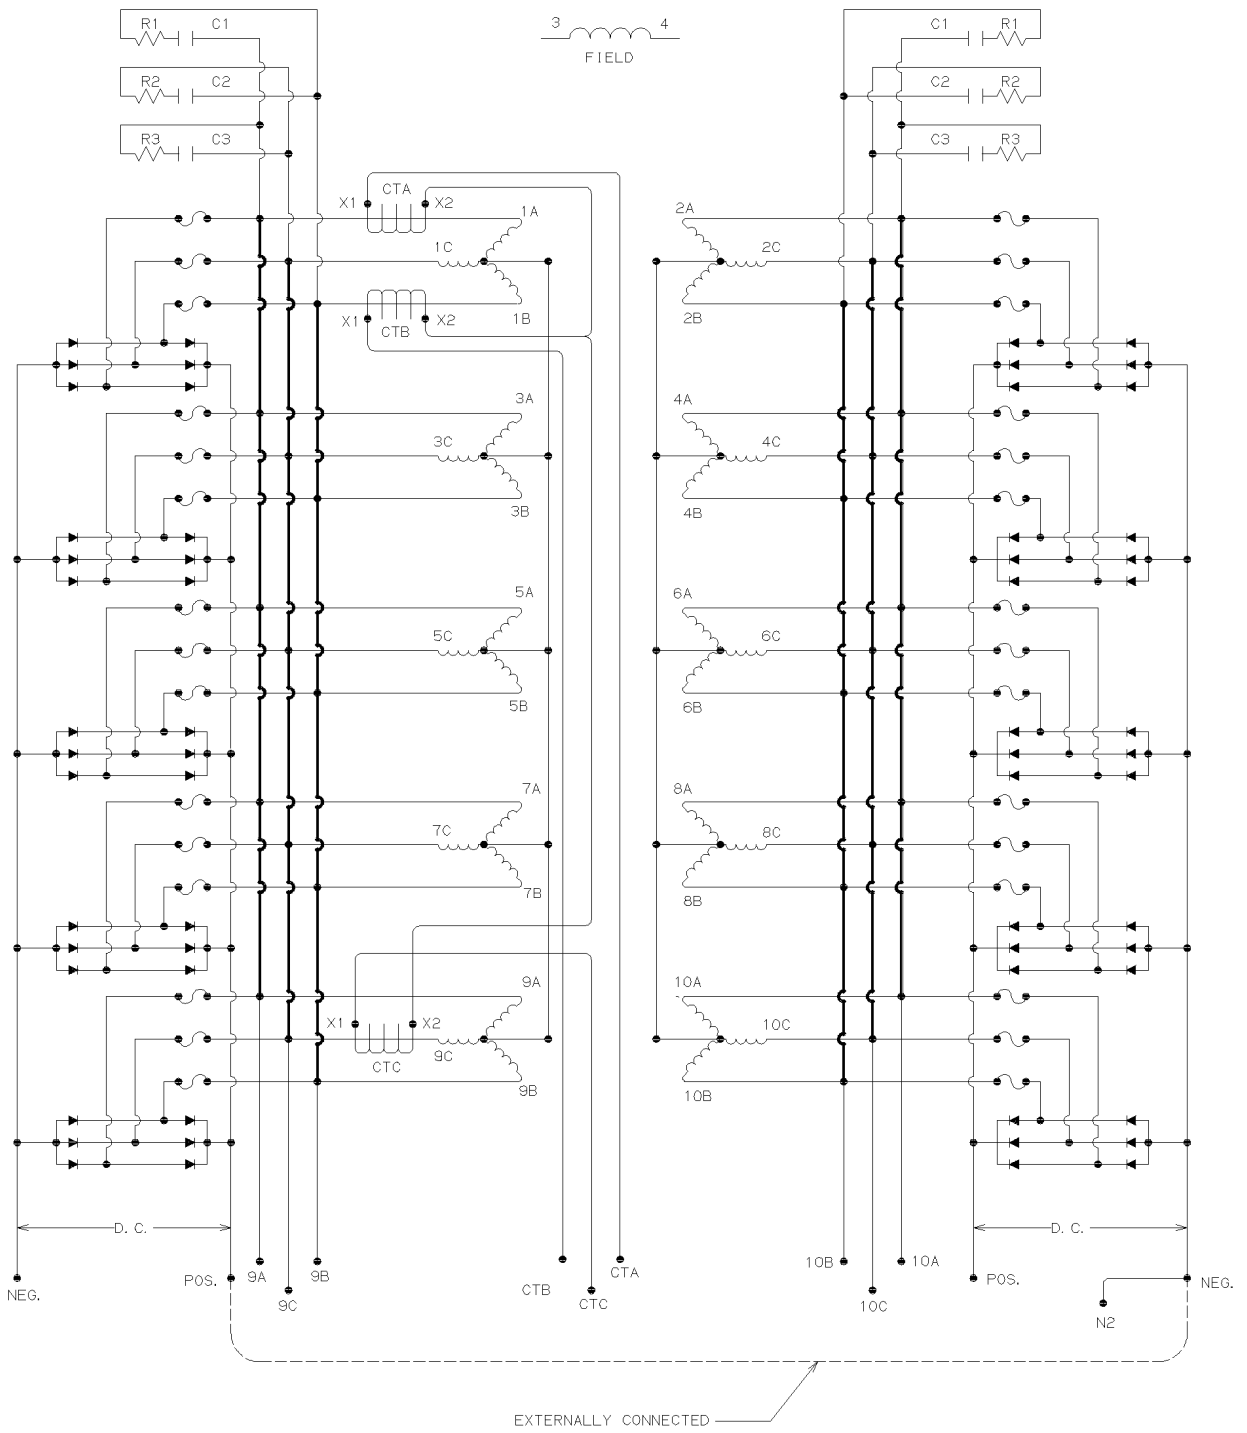 R1 C1 3 4 C1 R1
FIELD
R2 C2 C2 R2
R3 C3 C3 R3
CTA
X1 X2
1A 2A
1C 2C
X1 X2 1B 2B
CTB
3A 4A
3C 4C
3B 4B
5A 6A
5C 6C
5B 6B
7A 8A
7C 8C
7B 8B
9A 10A
X1 X2 10C
9C
CTC
9B 10B
D. C. D. C.
10B 10A
NEG. POS. 9A 9B CTA POS. NEG.
CTB
9C CTC 10C
N2
EXTERNALLY CONNECTED